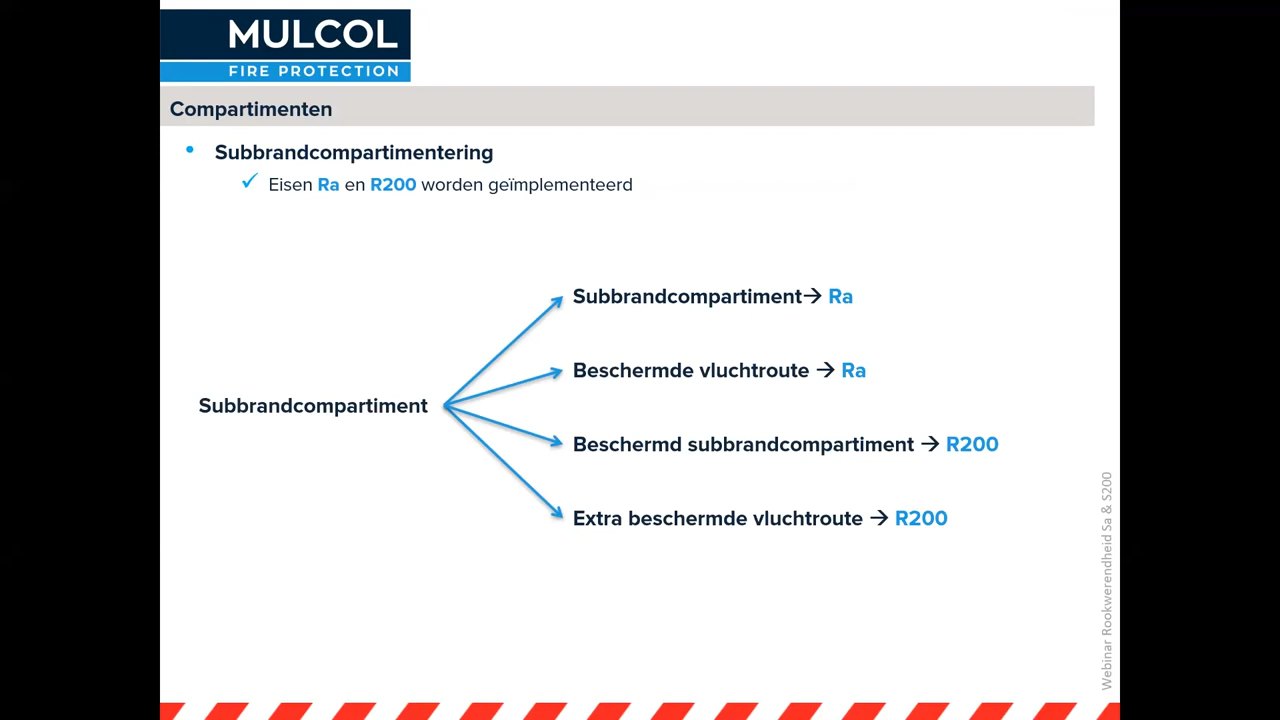 MULCOL
FIRE PROTECTION
Compartimenten
• Subbrandcompartimentering
✓ Eisen Ra en R200 worden geïmplementeerd
Subbrandcompartiment→ Ra
Beschermde vluchtroute → Ra
Subbrandcompartiment
Beschermd subbrandcompartiment → R200
Extra beschermde vluchtroute → R200
Webinar Rookwerendheid Sa & S200